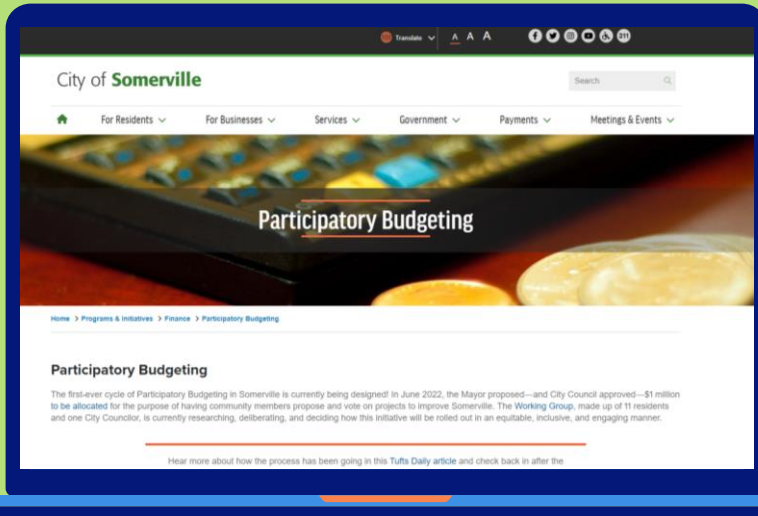 Translate A A A 311
City of Somerville
Search
For Residents For Businesses Services Government Payments Meetings & Events
Participatory Budgeting
Home > Programs & Initiatives > Finance > Participatory Budgeting
Participatory Budgeting
The first-ever cycle of Participatory Budgeting in Somerville is currently being designed! In June 2022, the Mayor proposed—and City Council approved—$1 million
to be allocated for the purpose of having community members propose and vote on projects to improve Somerville. The Working Group, made up of 11 residents
and one City Councilor, is currently researching, deliberating, and deciding how this initiative will be rolled out in an equitable, inclusive, and engaging manner.
Hear more about how the process has been going in this Tufts Daily article and check back in after the